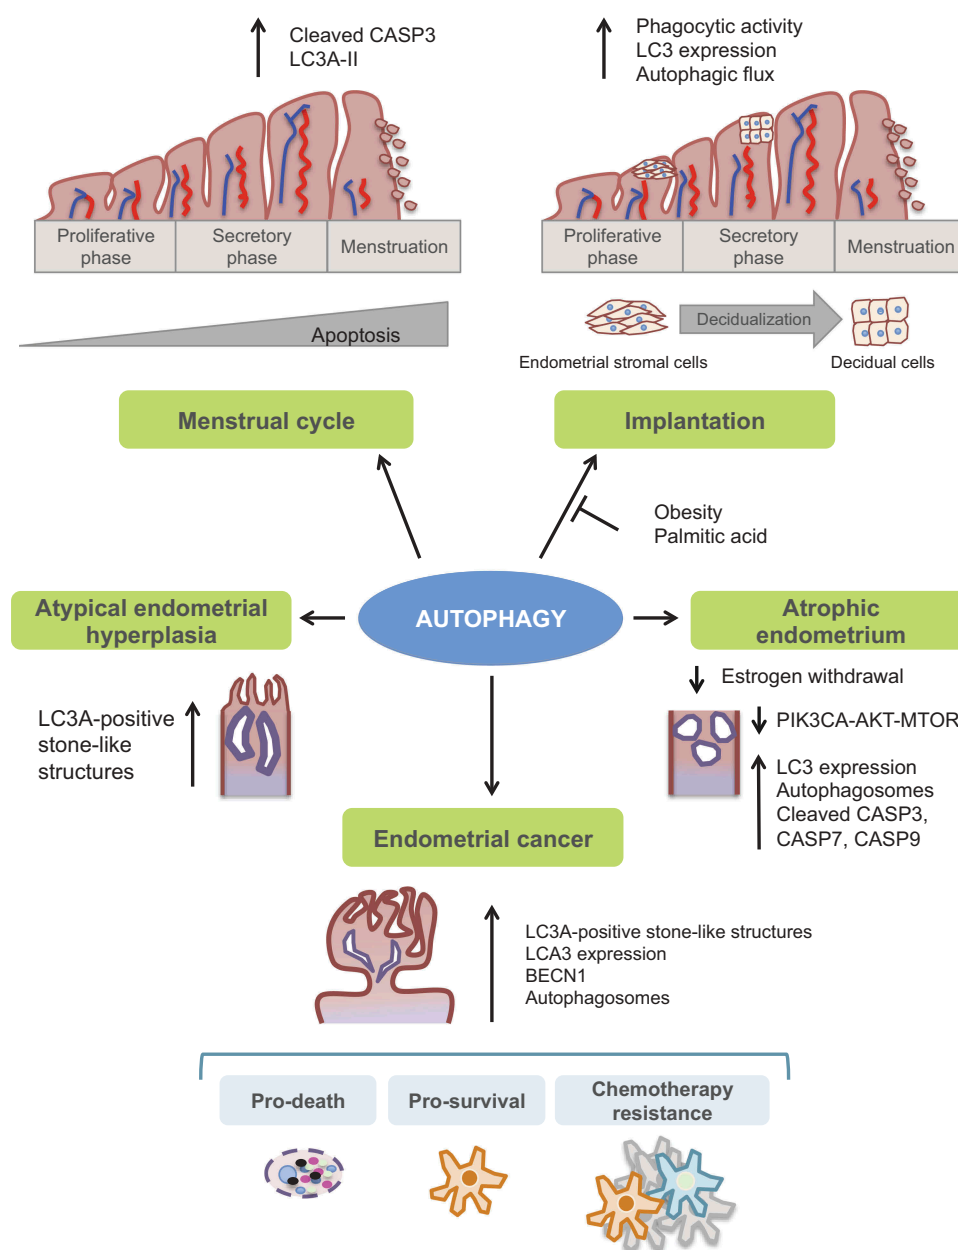 Cleaved CASP3
LC3A-II
Phagocytic activity
LC3 expression
Autophagic flux
Proliferative
phase
Secretory
phase
Menstruation
Proliferative
phase
Secretory
phase
Menstruation
Apoptosis
Decidualization
Endometrial stromal cells
Decidual cells
Menstrual cycle
Implantation
Obesity
Palmitic acid
AUTOPHAGY
Atypical endometrial
hyperplasia
Atrophic
endometrium
LC3A-positive
stone-like
structures
Estrogen withdrawal
PIK3CA-AKT-MTOR
LC3 expression
Autophagosomes
Cleaved CASP3,
CASP7, CASP9
Endometrial cancer
LC3A-positive stone-like structures
LCA3 expression
BECN1
Autophagosomes
Pro-death
Pro-survival
Chemotherapy
resistance